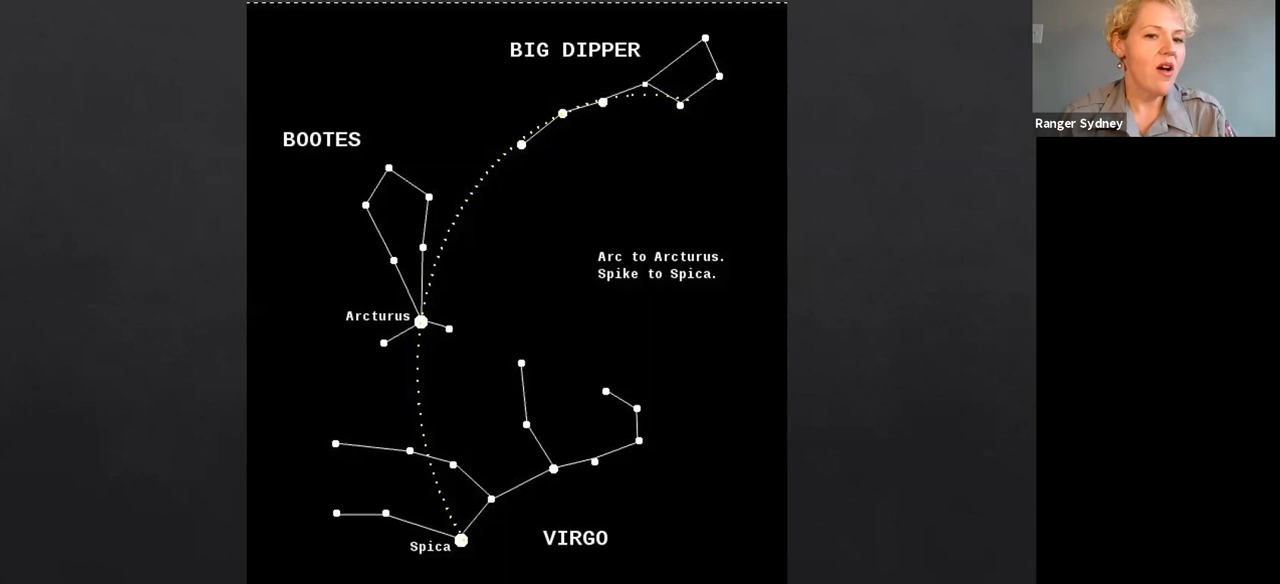 BIG DIPPER
BOOTES
Arc to Arcturus.
Spike to Spica.
Arcturus
VIRGO
Spica
Ranger Sydney